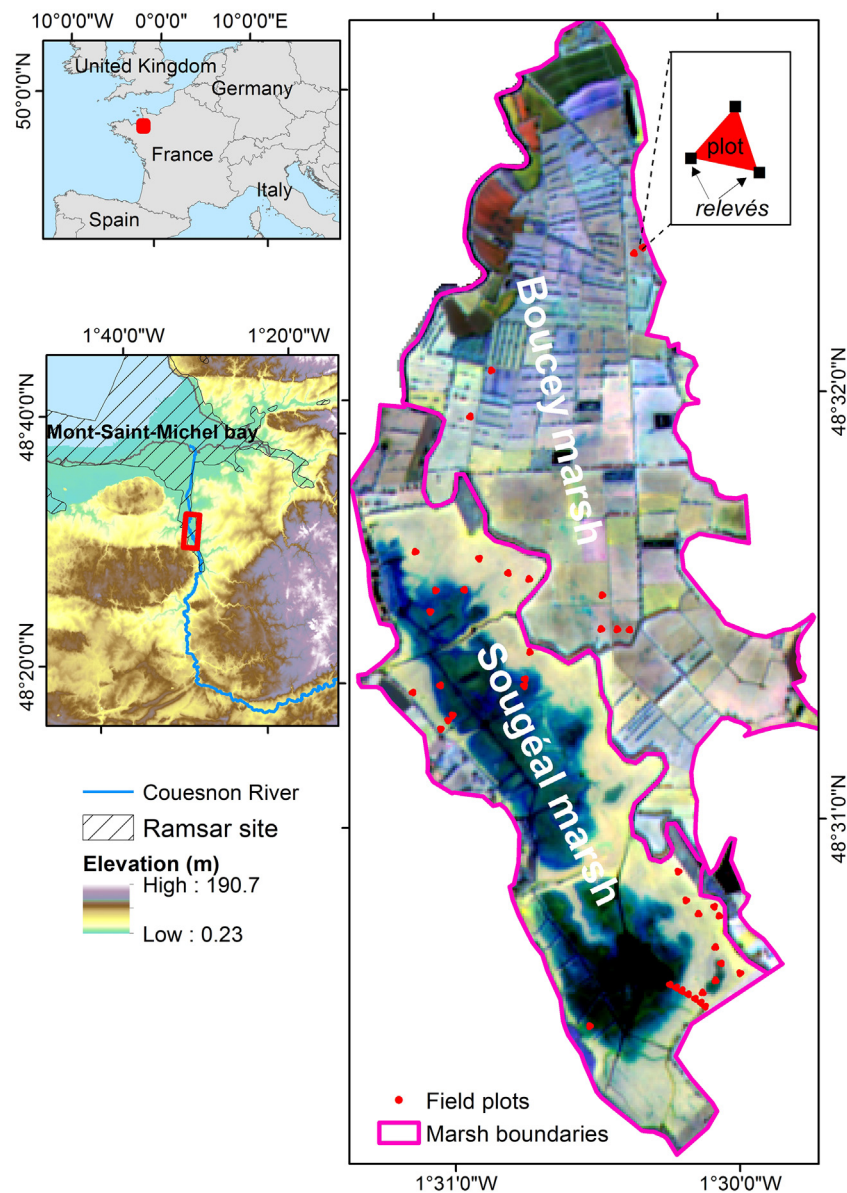 10°0'0"W 0°0'0" 10°0'0"E
50°0'0"N
United Kingdom
Germany
France
Italy
Spain
1°40'0"W 1°20'0"W
48°40'0"N
Mont-Saint-Michel bay
48°20'0"N
Couesnon River
Ramsar site
Elevation (m)
High : 190.7
Low : 0.23
plot
relevés
Boucey marsh
Sougéal marsh
48°32'0"N
48°31'0"N
Field plots
Marsh boundaries
1°31'0"W 1°30'0"W